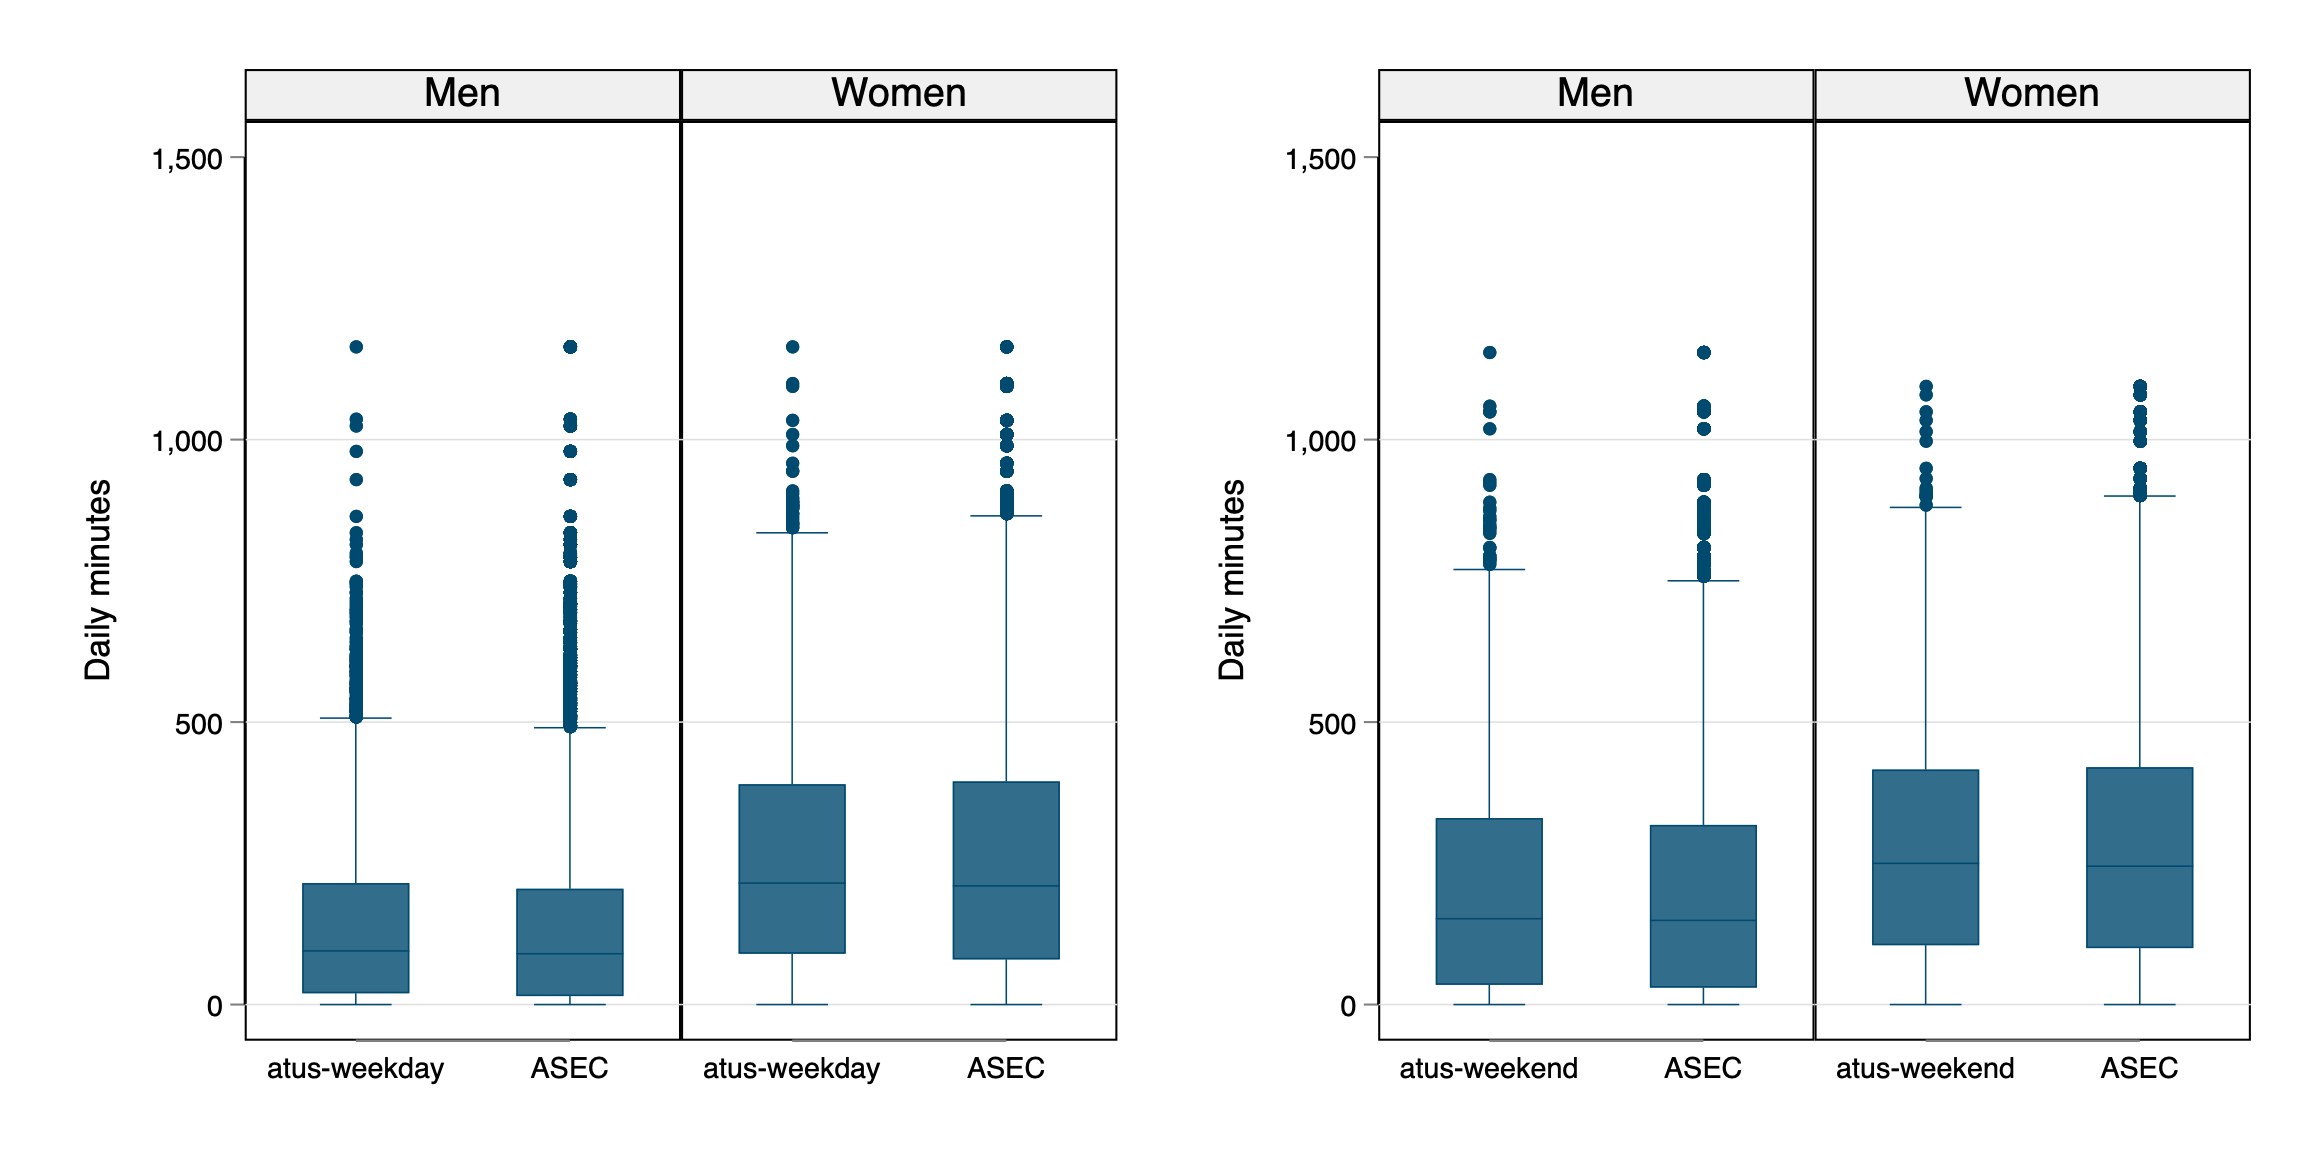 Men Women
1,500
1,000
500
0
Daily minutes
atus-weekday ASEC atus-weekday ASEC
Men Women
1,500
1,000
500
0
Daily minutes
atus-weekend ASEC atus-weekend ASEC